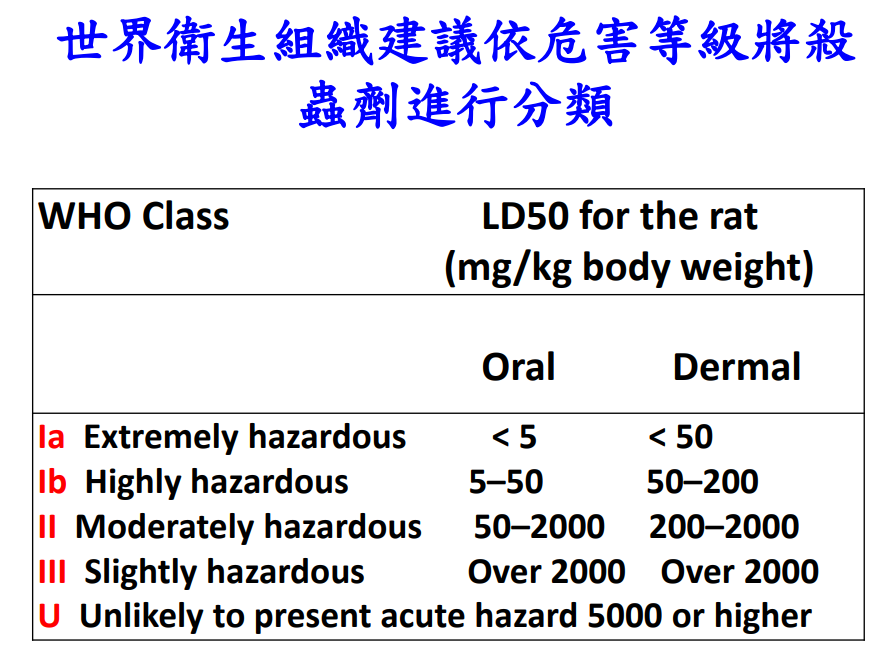 世界衛生組織建議依危害等級將殺
蟲劑進行分類
WHO Class LD50 for the rat
(mg/kg body weight)
Oral Dermal
Ia Extremely hazardous < 5 < 50
Ib Highly hazardous 5–50 50–200
II Moderately hazardous 50–2000 200–2000
III Slightly hazardous Over 2000 Over 2000
U Unlikely to present acute hazard 5000 or higher